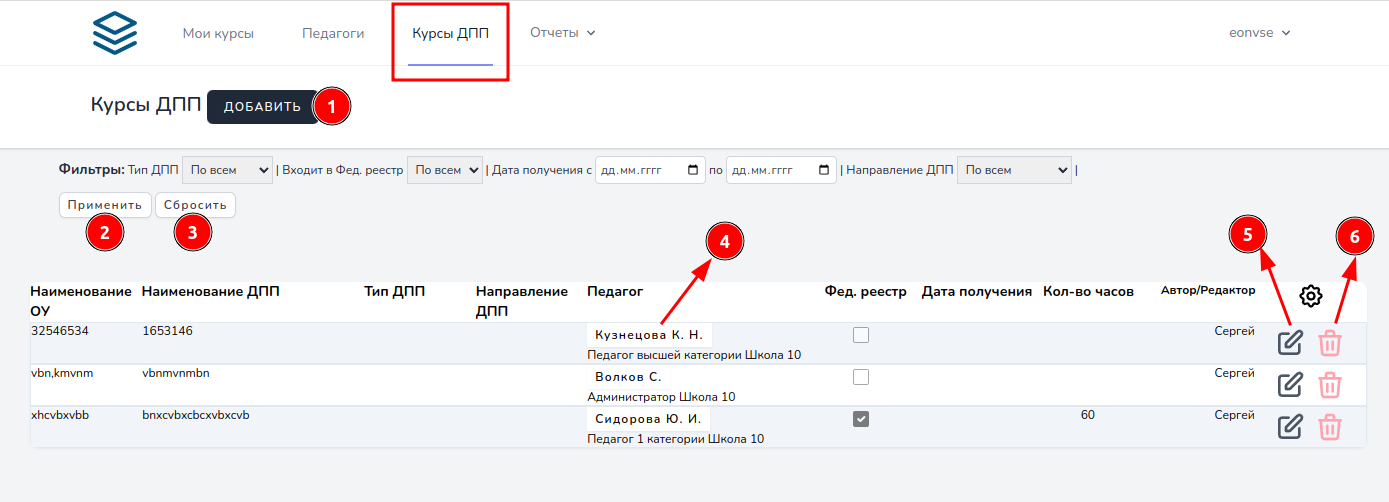 Мои курсы Педагоги Курсы ДПП Отчеты eonvse
Курсы ДПП ДОБАВИТЬ 1
Фильтры: Тип ДПП По всем | Входит в Фед. реестр По всем | Дата получения с дд.мм.гггг по дд.мм.гггг | Направление ДПП По всем |
Применить Сбросить
2 3 4 5 6
Наименование ОУ Наименование ДПП Тип ДПП Направление ДПП Педагог Фед. реестр Дата получения Кол-во часов Автор/Редактор
32546534 1653146 Кузнецова К. Н. Сергей
Педагог высшей категории Школа 10
vbn,kmvnm vbnmvnmbn Волков С. Сергей
Администратор Школа 10
xhcvbxvbb bnxcvbxcbcxvbxcvb Сидорова Ю. И. 60 Сергей
Педагог 1 категории Школа 10